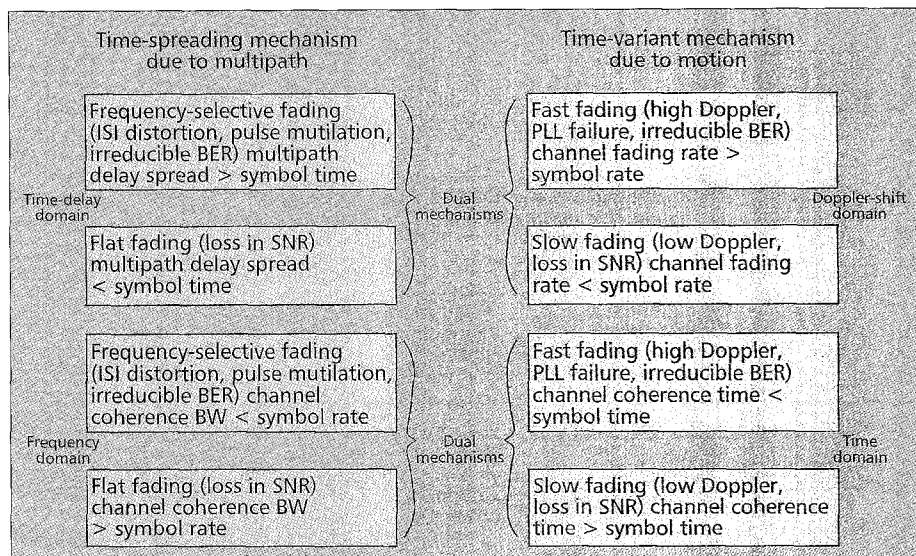 Time-spreading mechanism
due to multipath
Time-variant mechanism
due to motion
Frequency-selective fading
(ISI distortion, pulse mutilation,
irreducible BER) multipath
delay spread > symbol time
Fast fading (high Doppler,
PLL failure, irreducible BER)
channel fading rate >
symbol rate
Time-delay
domain
Dual
mechanisms
Doppler-shift
domain
Flat fading (loss in SNR)
multipath delay spread
< symbol time
Slow fading (low Doppler,
loss in SNR) channel fading
rate < symbol rate
Frequency-selective fading
(ISI distortion, pulse mutilation,
irreducible BER) channel
coherence BW < symbol rate
Fast fading (high Doppler,
PLL failure, irreducible BER)
channel coherence time <
symbol time
Frequency
domain
Dual
mechanisms
Time
domain
Flat fading (loss in SNR)
channel coherence BW
> symbol rate
Slow fading (low Doppler,
loss in SNR) channel coherence
time > symbol time